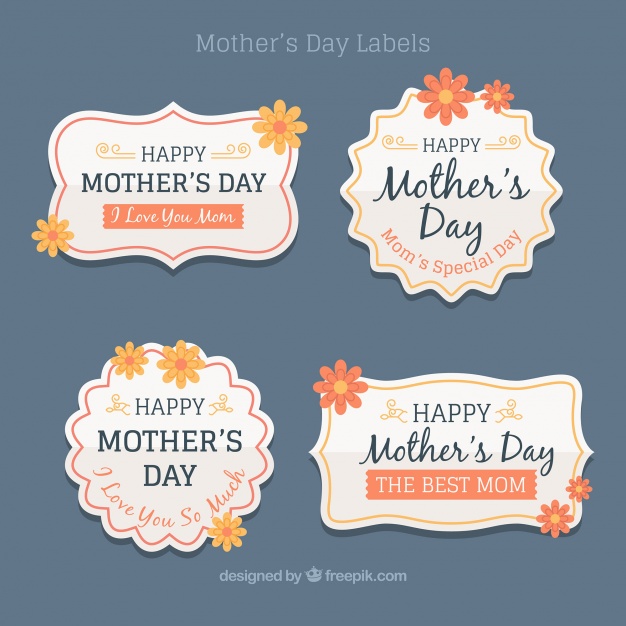 Mother's Day Labels
HAPPY
MOTHER'S DAY
I Love You Mom
HAPPY
Mother's
Day
Mom's Special Day
HAPPY
MOTHER'S
DAY
I Love You So Much
HAPPY
Mother's Day
THE BEST MOM
designed by freepik.com